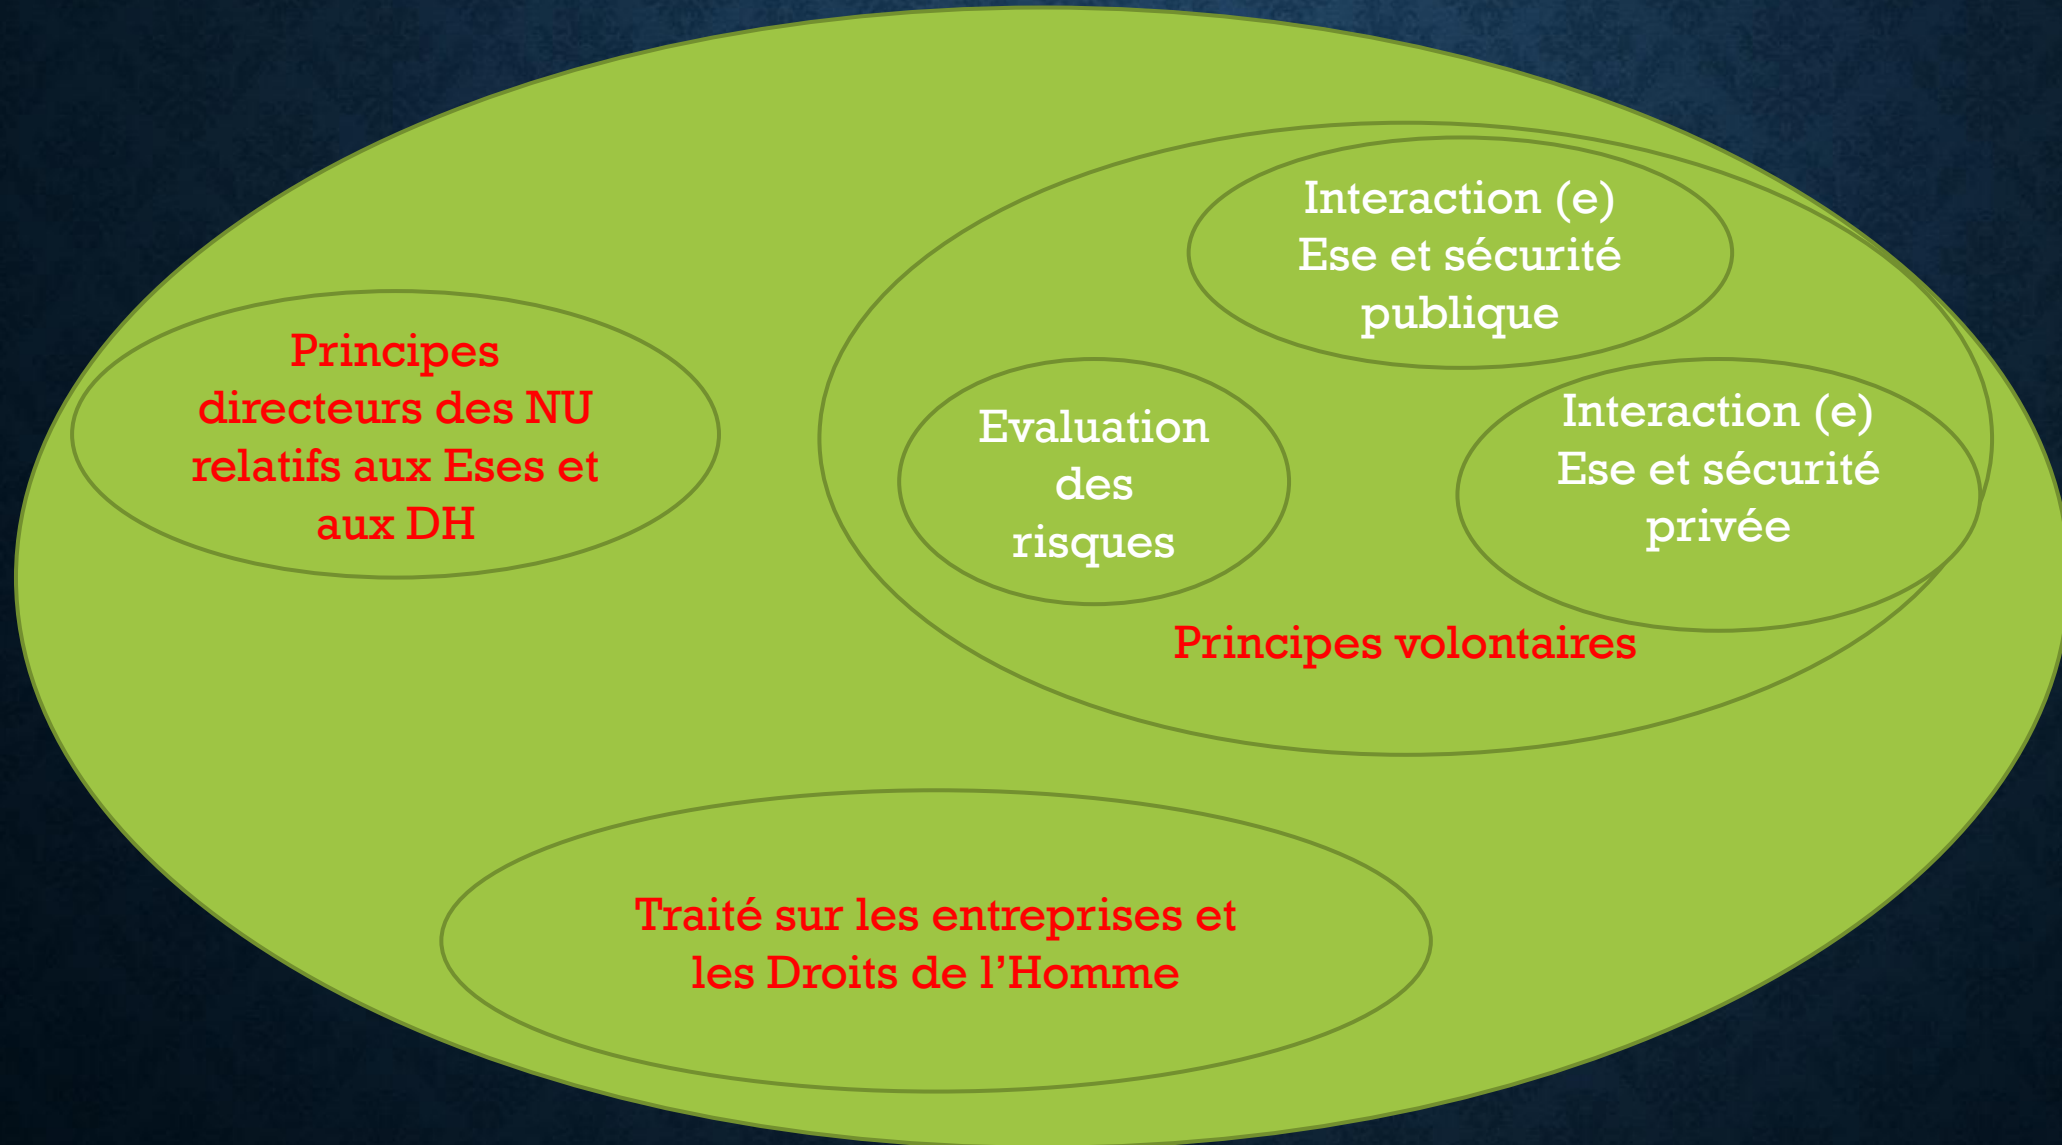 Principes
directeurs des NU
relatifs aux Eses et
aux DH
Interaction (e)
Ese et sécurité
publique
Evaluation
des
risques
Interaction (e)
Ese et sécurité
privée
Principes volontaires
Traité sur les entreprises et
les Droits de l’Homme